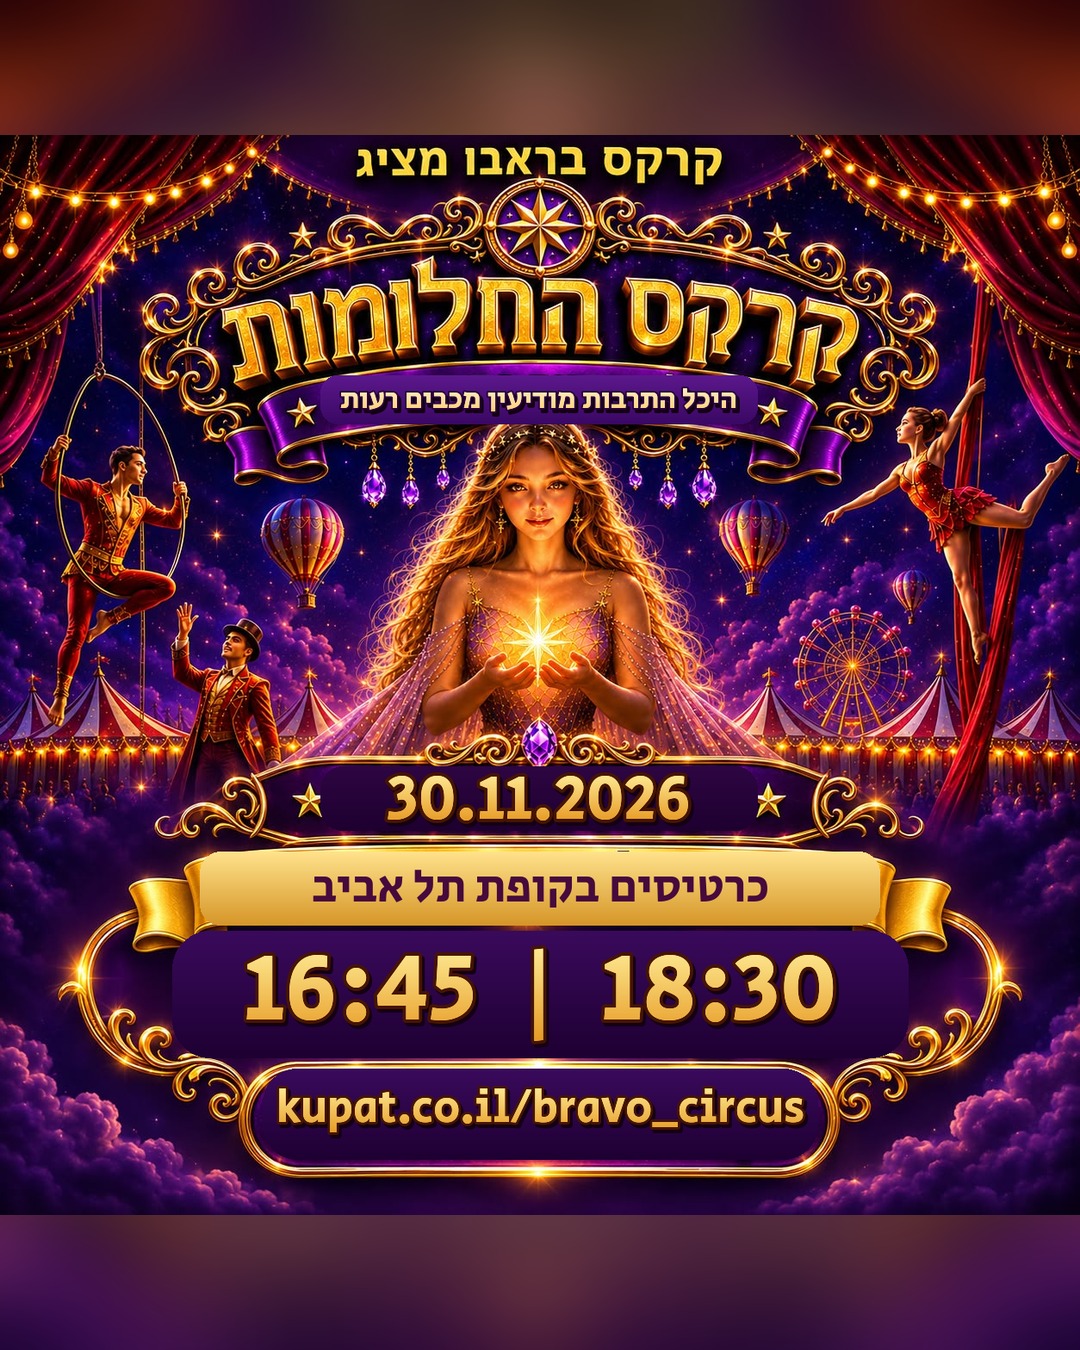 קרקס בראבו מציג
קרקס החלומות
היכל התרבות מודיעין מכבים רעות
30.11.2026
כרטיסים בקופת תל אביב
16:45 | 18:30
kupat.co.il/bravo_circus